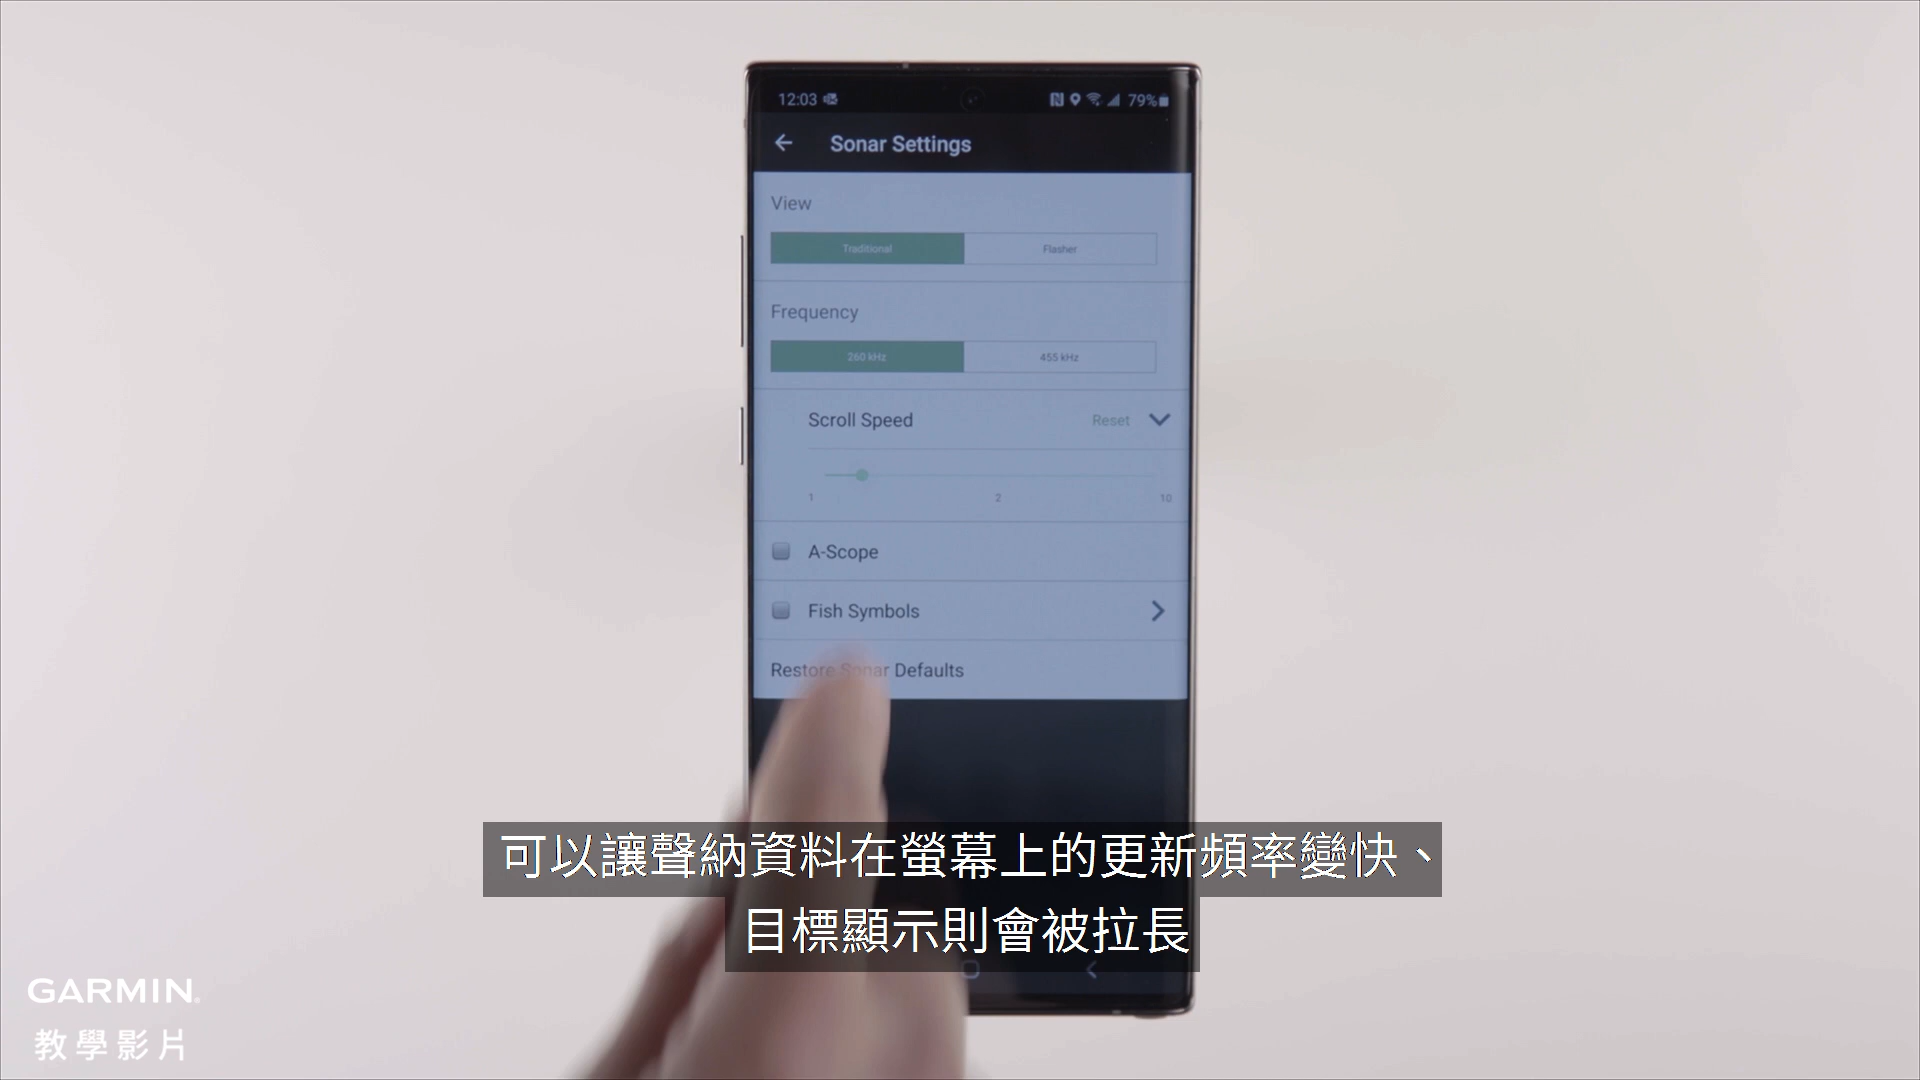 12:03
79%
Sonar Settings
View
Traditional
Flasher
Frequency
260 kHz
455 kHz
Scroll Speed
Reset
1
2
10
A-Scope
Fish Symbols
Restore Sonar Defaults
可以讓聲納資料在螢幕上的更新頻率變快、
目標顯示則會被拉長
GARMIN
教學影片